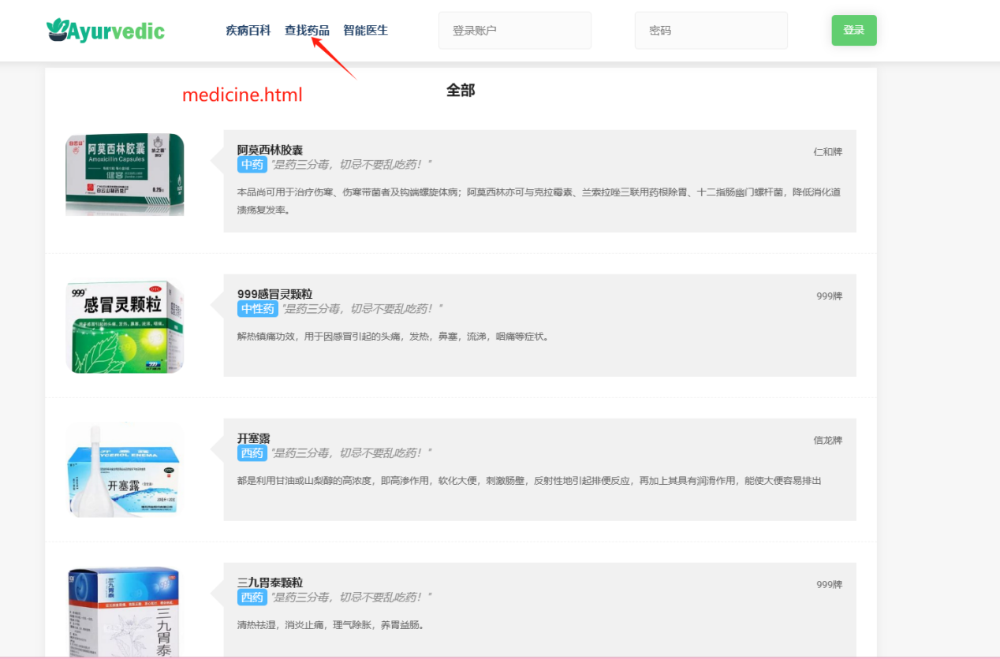 Ayurvedic
疾病百科 查找药品 智能医生 登录账户 密码 登录
medicine.html
全部
阿莫西林胶囊
Amoxicillin Capsules
白云山制药总厂
0.25g
阿莫西林胶囊 仁和牌
中药 "是药三分毒，切忌不要乱吃药！"
本品尚可用于治疗伤寒、伤寒带菌者及钩端螺旋体病；阿莫西林亦可与克拉霉素、兰索拉唑三联用药根除胃、十二指肠幽门螺杆菌，降低消化道
溃疡复发率。
999
OTC
感冒灵颗粒
999
999感冒灵颗粒 999牌
中性药 "是药三分毒，切忌不要乱吃药！"
解热镇痛功效，用于因感冒引起的头痛，发热，鼻塞，流涕，咽痛等症状。
开塞露
开塞露 信龙牌
西药 "是药三分毒，切忌不要乱吃药！"
都是利用甘油或山梨醇的高浓度，即高渗作用，软化大便，刺激肠壁，反射性地引起排便反应，再加上其具有润滑作用，能使大便容易排出
三九胃泰
三九胃泰
三九胃泰颗粒 999牌
西药 "是药三分毒，切忌不要乱吃药！"
清热祛湿，消炎止痛，理气除胀，养胃益肠。